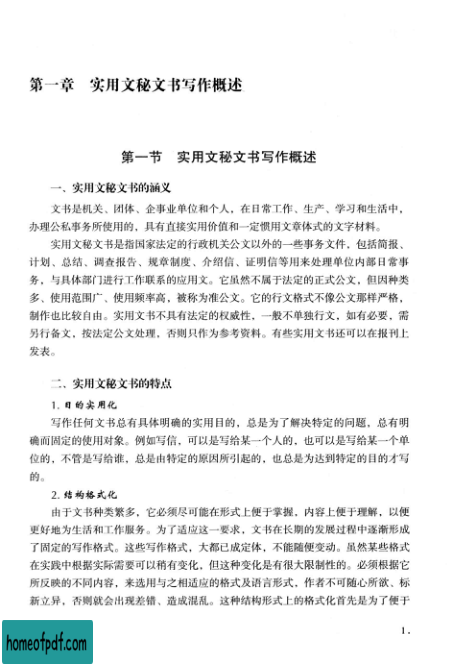 第一章 实用文秘文书写作概述
第一节 实用文秘文书写作概述
一、实用文秘文书的涵义
文书是机关、团体、企事业单位和个人，在日常工作、生产、学习和生活中，
办理公私事务所使用的，具有直接实用价值和一定惯用文章体式的文字材料。
实用文秘文书是指国家法定的行政机关公文以外的一些事务文件，包括简报、
计划、总结、调查报告、规章制度、介绍信、证明信等用来处理单位内部日常事
务，与具体部门进行工作联系的应用文。它虽然不属于法定的正式公文，但因种类
多、使用范围广、使用频率高，被称为准公文。它的行文格式不像公文那样严格，
制作也比较自由。实用文书不具有法定的权威性，一般不单独行文，如有必要，需
另行备文，按法定公文处理，否则只作为参考资料。有些实用文书还可以在报刊上
发表。
二、实用文秘文书的特点
1. 目的实用化
写作任何文书总有具体明确的实用目的，总是为了解决特定的问题，总有明
确而固定的使用对象。例如写信，可以是写给某一个人的，也可以是写给某一个单
位的，不管是写给谁，总是由特定的原因所引起的，也总是为达到特定的目的才写
的。
2. 结构格式化
由于文书种类繁多，它必须尽可能在形式上便于掌握，内容上便于理解，以便
更好地为生活和工作服务。为了适应这一要求，文书在长期的发展过程中逐渐形成
了固定的写作格式。这些写作格式，大都已成定体，不能随便变动。虽然某些格式
在实践中根据实际需要可以稍有变化，但这种变化是有很大限制性的。必须根据它
所反映的不同内容，来选用与之相适应的格式及语言形式，作者不可随心所欲、标
新立异，否则就会出现差错、造成混乱。这种结构形式上的格式化首先是为了便于
1.
homeofpdf.com